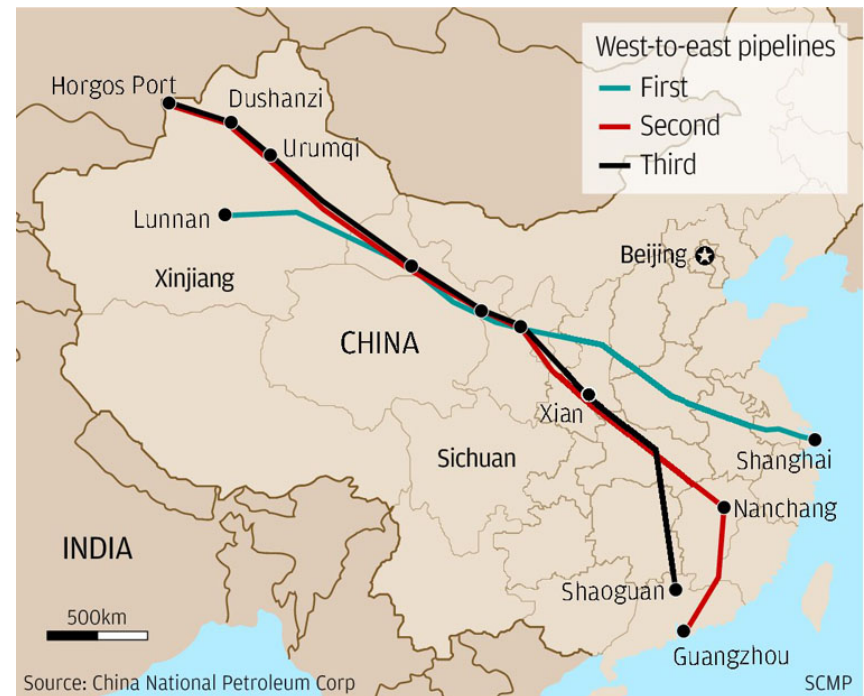 West-to-east pipelines
First
Second
Third
Horgos Port
Dushanzi
Urumqi
Lunnan
Xinjiang
Beijing
CHINA
Xian
Sichuan
Shanghai
Nanchang
INDIA
Shaoguan
500km
Guangzhou
Source: China National Petroleum Corp
SCMP